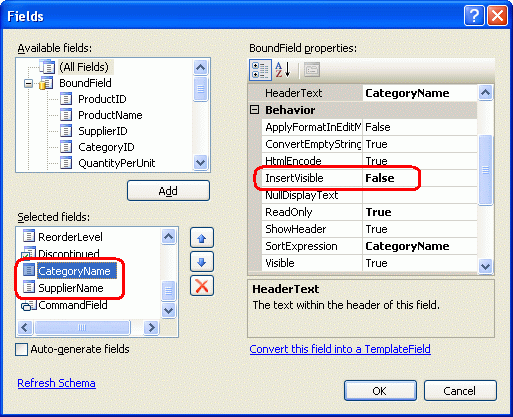 Fields
Available fields:
(All Fields)
BoundField
ProductID
ProductName
SupplierID
CategoryID
QuantityPerUnit
Add
Selected fields:
ReorderLevel
Discontinued
CategoryName
SupplierName
CommandField
Auto-generate fields
Refresh Schema
BoundField properties:
HeaderText CategoryName
Behavior
ApplyFormatInEditM False
ConvertEmptyString True
HtmlEncode True
InsertVisible False
NullDisplayText
ReadOnly True
ShowHeader True
SortExpression CategoryName
Visible True
HeaderText
The text within the header of this field.
Convert this field into a TemplateField
OK Cancel